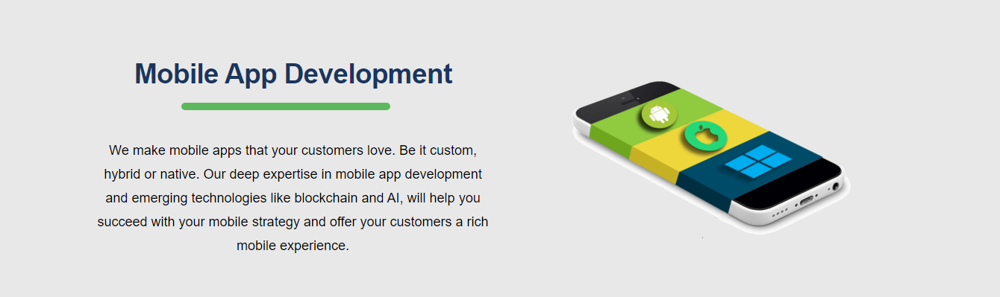 Mobile App Development
We make mobile apps that your customers love. Be it custom,
hybrid or native. Our deep expertise in mobile app development
and emerging technologies like blockchain and AI, will help you
succeed with your mobile strategy and offer your customers a rich
mobile experience.